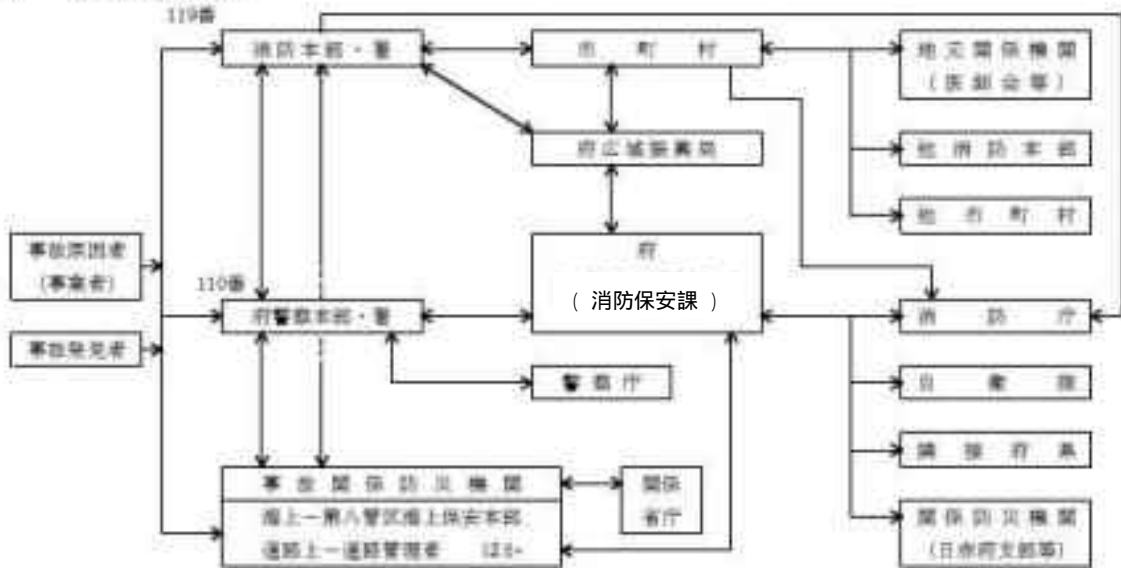 119番
消防本部・署
市町村
地元関係機関
(医師会等)
府広域振興局
他消防本部
他市町村
事故原因者
(事業者)
府
110番
(消防保安課)
府警察本部・署
消防庁
事故発見者
警察庁
自衛隊
隣接府県
事故関係防災機関
関係
省庁
海上ー第八管区海上保安本部
道路上ー道路管理者
関係防災機関
(日赤府支部等)